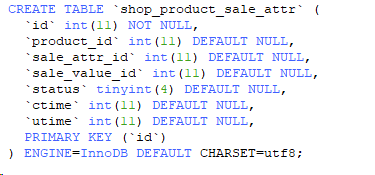 CREATE TABLE `shop_product_sale_attr` (
`id` int(11) NOT NULL,
`product_id` int(11) DEFAULT NULL,
`sale_attr_id` int(11) DEFAULT NULL,
`sale_value_id` int(11) DEFAULT NULL,
`status` tinyint(4) DEFAULT NULL,
`ctime` int(11) DEFAULT NULL,
`utime` int(11) DEFAULT NULL,
PRIMARY KEY (`id`)
) ENGINE=InnoDB DEFAULT CHARSET=utf8;